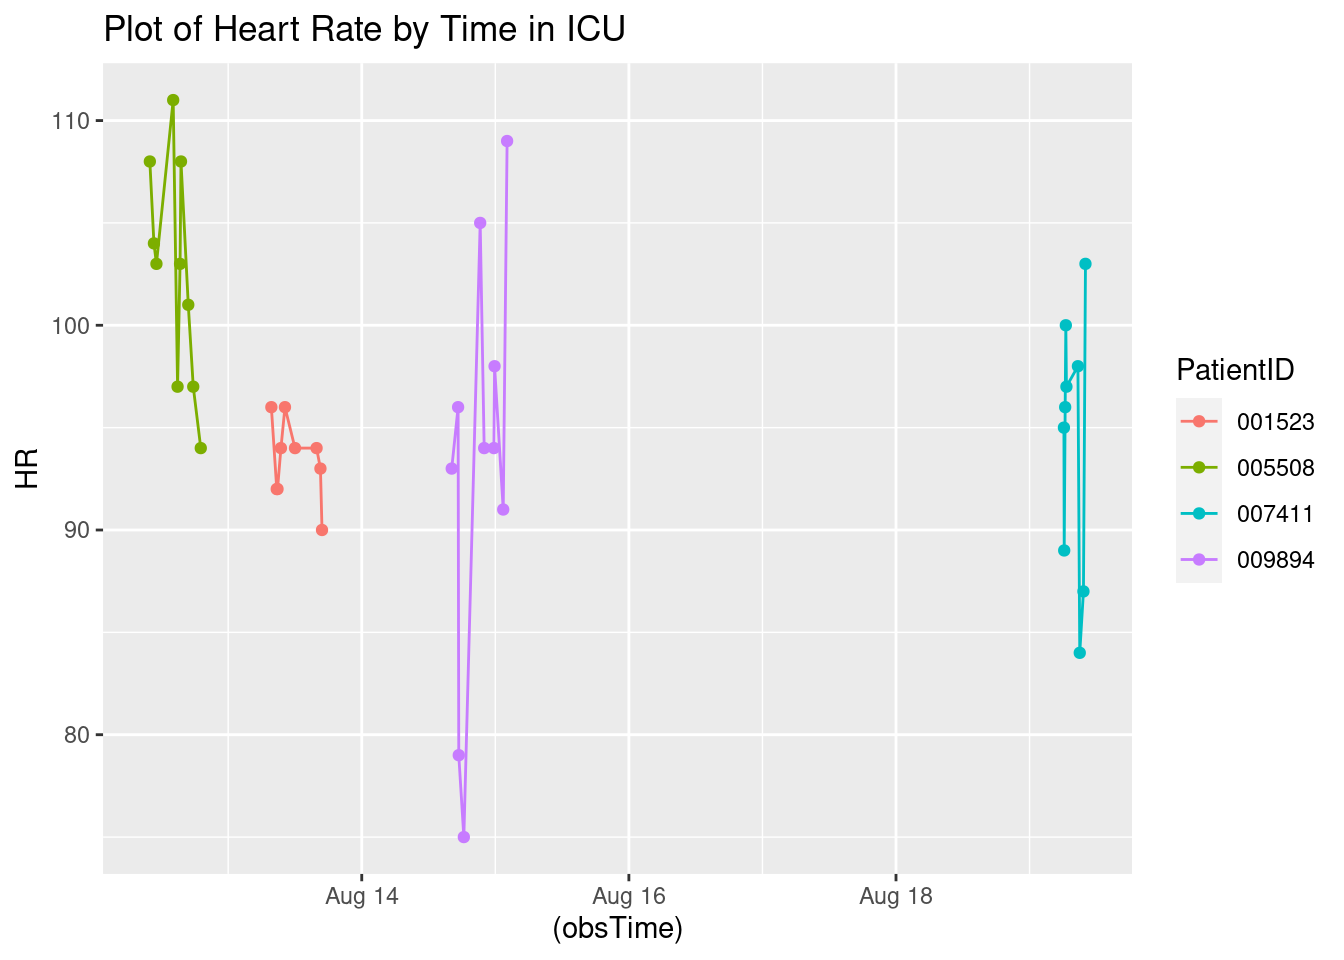 Plot of Heart Rate by Time in ICU
110
100
90
80
HR
Aug 14
Aug 16
Aug 18
(obsTime)
PatientID
001523
005508
007411
009894